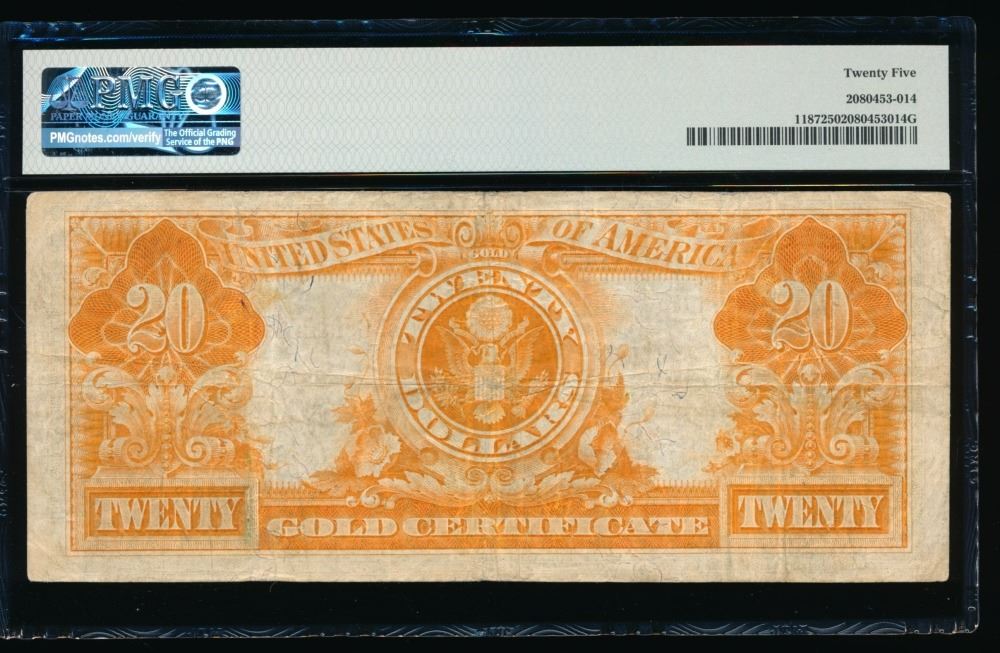 PMG
PAPER MONEY GUARANTY
PMGnotes.com/verify
The Official Grading
Service of the PNG
Twenty Five
2080453-014
11872502080453014G
UNITED STATES OF AMERICA
GOLD
20
20
TWENTY
DOLLARS
TWENTY
GOLD CERTIFICATE
TWENTY